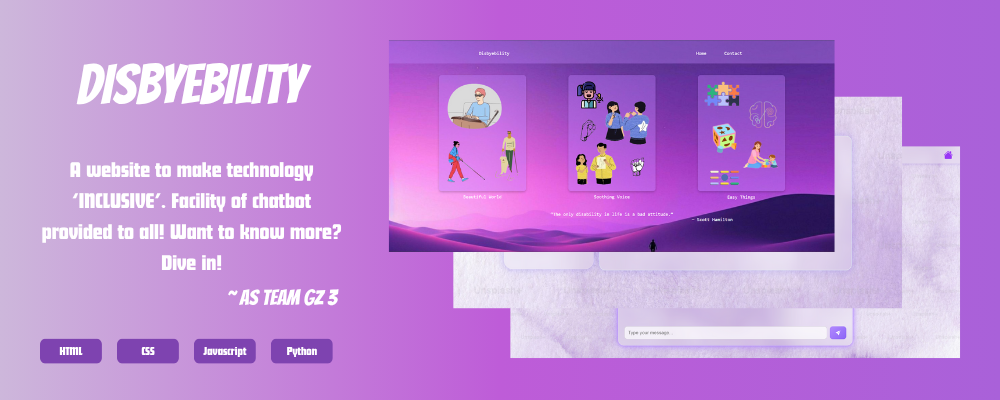 DISBYEBILITY
A website to make technology
‘INCLUSIVE’. Facility of chatbot
provided to all! Want to know more?
Dive in!
~ AS TEAM GZ 3
HTML
CSS
Javascript
Python
Disbyebility
Home
Contact
Beautiful World
Soothing Voice
Easy Things
"The only disability in life is a bad attitude."
- Scott Hamilton
Type your message...